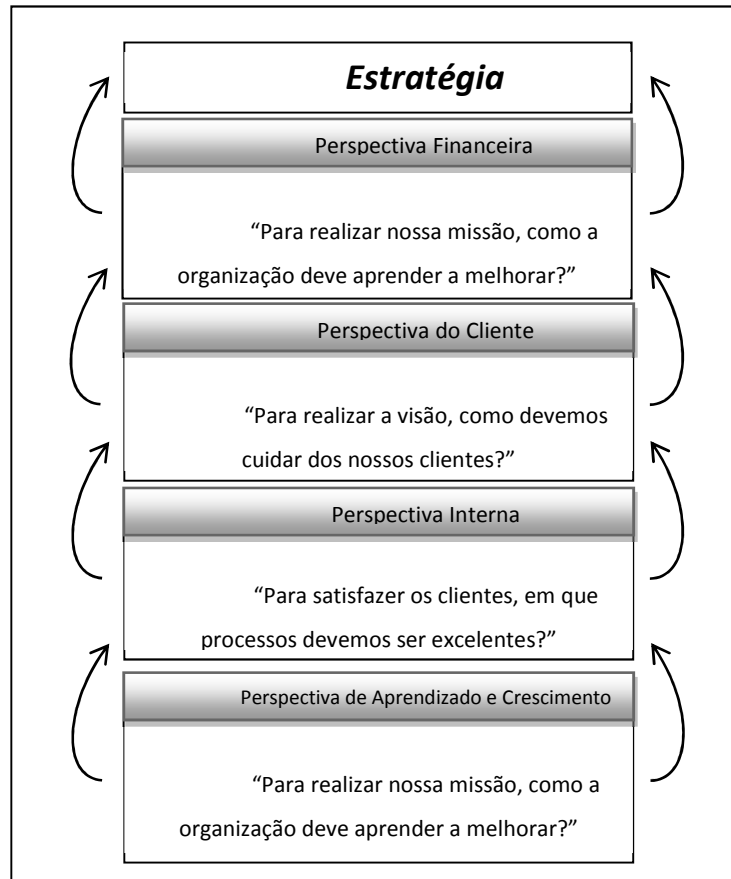 Estratégia
Perspectiva Financeira
“Para realizar nossa missão, como a
organização deve aprender a melhorar?”
Perspectiva do Cliente
“Para realizar a visão, como devemos
cuidar dos nossos clientes?”
Perspectiva Interna
“Para satisfazer os clientes, em que
processos devemos ser excelentes?”
Perspectiva de Aprendizado e Crescimento
“Para realizar nossa missão, como a
organização deve aprender a melhorar?”